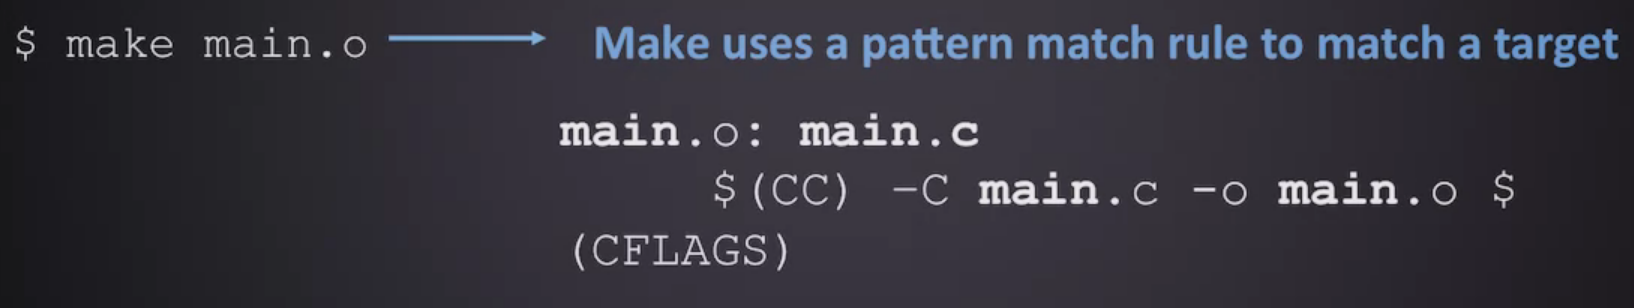 $ make main.o
Make uses a pattern match rule to match a target
main.o: main.c
$(CC) –C main.c -o main.o $
(CFLAGS)